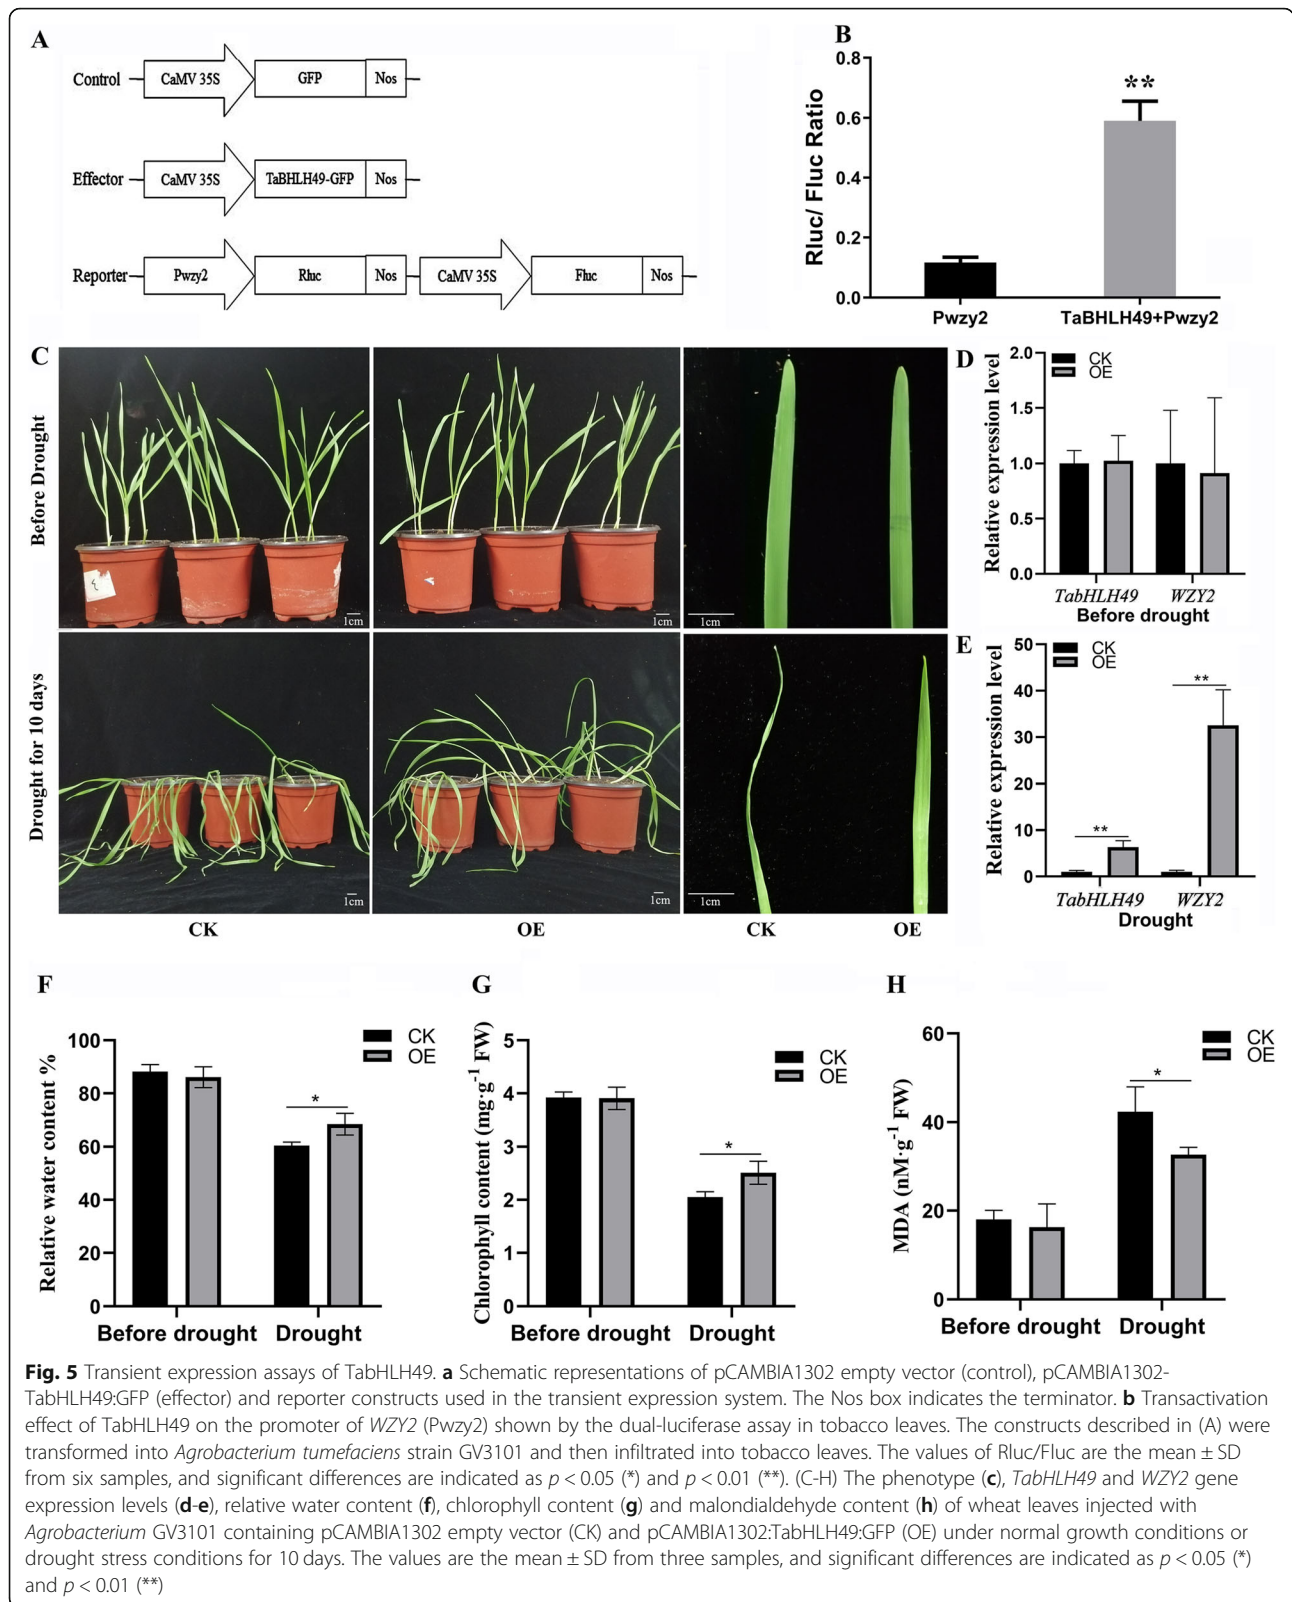 A
Control
CaMV 35S
GFP
Nos
Effector
CaMV 35S
TaBHLH49-GFP
Nos
Reporter
Pwzy2
Rluc
Nos
CaMV 35S
Fluc
Nos
B
Rluc/ Fluc Ratio
0.8
0.6
0.4
0.2
0.0
**
Pwzy2
TaBHLH49+Pwzy2
C
Before Drought
Drought for 10 days
1cm
1cm
1cm
1cm
1cm
1cm
CK
OE
CK
OE
D
Relative expression level
2.0
1.5
1.0
0.5
0.0
CK
OE
TabHLH49
WZY2
Before drought
E
Relative expression level
50
40
30
20
10
0
CK
OE
**
**
TabHLH49
WZY2
Drought
F
Relative water content %
100
80
60
40
20
0
CK
OE
*
Before drought
Drought
G
Chlorophyll content (mg·g⁻¹ FW)
5
4
3
2
1
0
CK
OE
*
Before drought
Drought
H
MDA (nM·g⁻¹ FW)
60
40
20
0
CK
OE
*
Before drought
Drought
Fig. 5 Transient expression assays of TabHLH49. a Schematic representations of pCAMBIA1302 empty vector (control), pCAMBIA1302-
TabHLH49:GFP (effector) and reporter constructs used in the transient expression system. The Nos box indicates the terminator. b Transactivation
effect of TabHLH49 on the promoter of WZY2 (Pwzy2) shown by the dual-luciferase assay in tobacco leaves. The constructs described in (A) were
transformed into Agrobacterium tumefaciens strain GV3101 and then infiltrated into tobacco leaves. The values of Rluc/Fluc are the mean ± SD
from six samples, and significant differences are indicated as p < 0.05 (*) and p < 0.01 (**). (C-H) The phenotype (c), TabHLH49 and WZY2 gene
expression levels (d-e), relative water content (f), chlorophyll content (g) and malondialdehyde content (h) of wheat leaves injected with
Agrobacterium GV3101 containing pCAMBIA1302 empty vector (CK) and pCAMBIA1302:TabHLH49:GFP (OE) under normal growth conditions or
drought stress conditions for 10 days. The values are the mean ± SD from three samples, and significant differences are indicated as p < 0.05 (*)
and p < 0.01 (**)